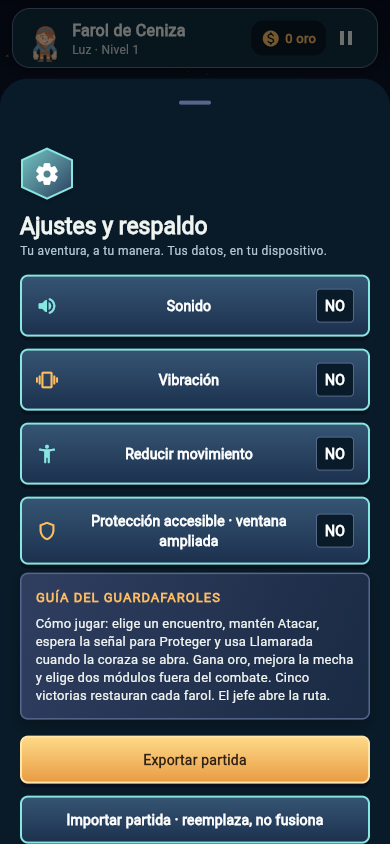 Farol de Ceniza
Luz · Nivel 1
$ 0 oro
Ajustes y respaldo
Tu aventura, a tu manera. Tus datos, en tu dispositivo.
Sonido NO
Vibración NO
Reducir movimiento NO
Protección accesible · ventana
ampliada NO
GUÍA DEL GUARDAFAROLES
Cómo jugar: elige un encuentro, mantén Atacar,
espera la señal para Proteger y usa Llamarada
cuando la coraza se abra. Gana oro, mejora la mecha
y elige dos módulos fuera del combate. Cinco
victorias restauran cada farol. El jefe abre la ruta.
Exportar partida
Importar partida · reemplaza, no fusiona